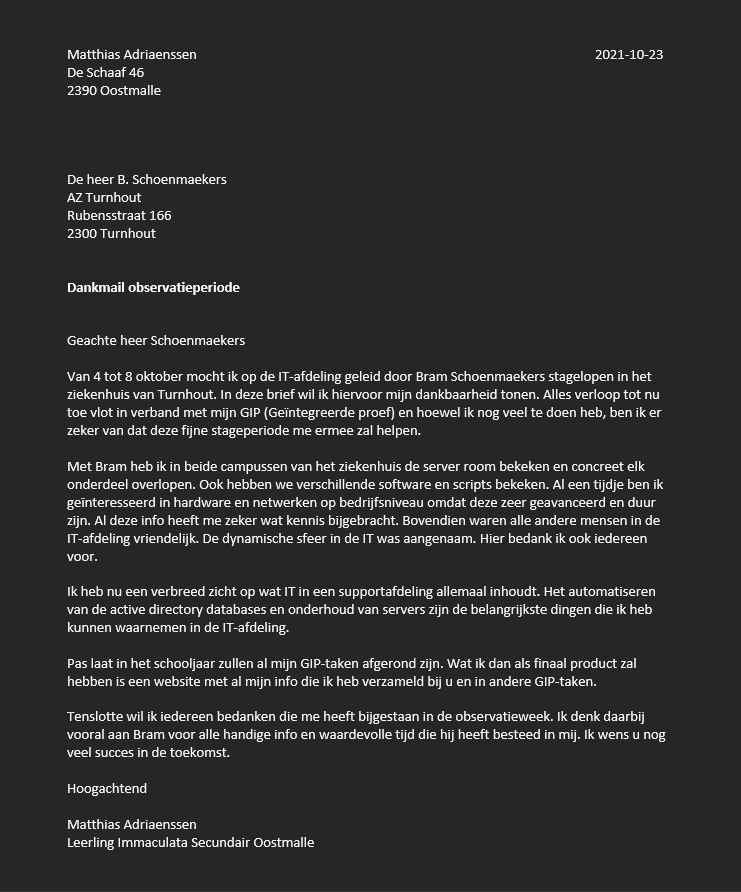 Matthias Adriaenssen 2021-10-23
De Schaaf 46
2390 Oostmalle
De heer B. Schoenmaekers
AZ Turnhout
Rubensstraat 166
2300 Turnhout
Dankmail observatieperiode
Geachte heer Schoenmaekers
Van 4 tot 8 oktober mocht ik op de IT-afdeling geleid door Bram Schoenmaekers stagelopen in het
ziekenhuis van Turnhout. In deze brief wil ik hiervoor mijn dankbaarheid tonen. Alles verloop tot nu
toe vlot in verband met mijn GIP (Geïntegreerde proef) en hoewel ik nog veel te doen heb, ben ik er
zeker van dat deze fijne stageperiode me ermee zal helpen.
Met Bram heb ik in beide campussen van het ziekenhuis de server room bekeken en concreet elk
onderdeel overlopen. Ook hebben we verschillende software en scripts bekeken. Al een tijdje ben ik
geïnteresseerd in hardware en netwerken op bedrijfsniveau omdat deze zeer geavanceerd en duur
zijn. Al deze info heeft me zeker wat kennis bijgebracht. Bovendien waren alle andere mensen in de
IT-afdeling vriendelijk. De dynamische sfeer in de IT was aangenaam. Hier bedank ik ook iedereen
voor.
Ik heb nu een verbreed zicht op wat IT in een supportafdeling allemaal inhoudt. Het automatiseren
van de active directory databases en onderhoud van servers zijn de belangrijkste dingen die ik heb
kunnen waarnemen in de IT-afdeling.
Pas laat in het schooljaar zullen al mijn GIP-taken afgerond zijn. Wat ik dan als finaal product zal
hebben is een website met al mijn info die ik heb verzameld bij u en in andere GIP-taken.
Tenslotte wil ik iedereen bedanken die me heeft bijgestaan in de observatieweek. Ik denk daarbij
vooral aan Bram voor alle handige info en waardevolle tijd die hij heeft besteed in mij. Ik wens u nog
veel succes in de toekomst.
Hoogachtend
Matthias Adriaenssen
Leerling Immaculata Secundair Oostmalle